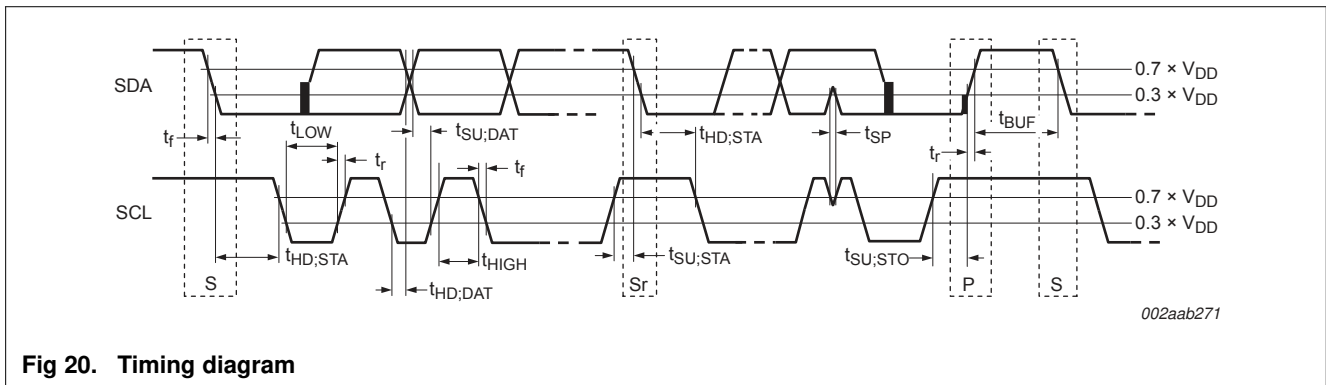 SDA
0.7 × VDD
0.3 × VDD
tf
tLOW
tr
tSU;DAT
tf
tHD;STA
tSP
tr
tBUF
SCL
0.7 × VDD
0.3 × VDD
tHD;STA
tHD;DAT
tHIGH
tSU;STA
tSU;STO
S
Sr
P
S
002aab271
Fig 20. Timing diagram